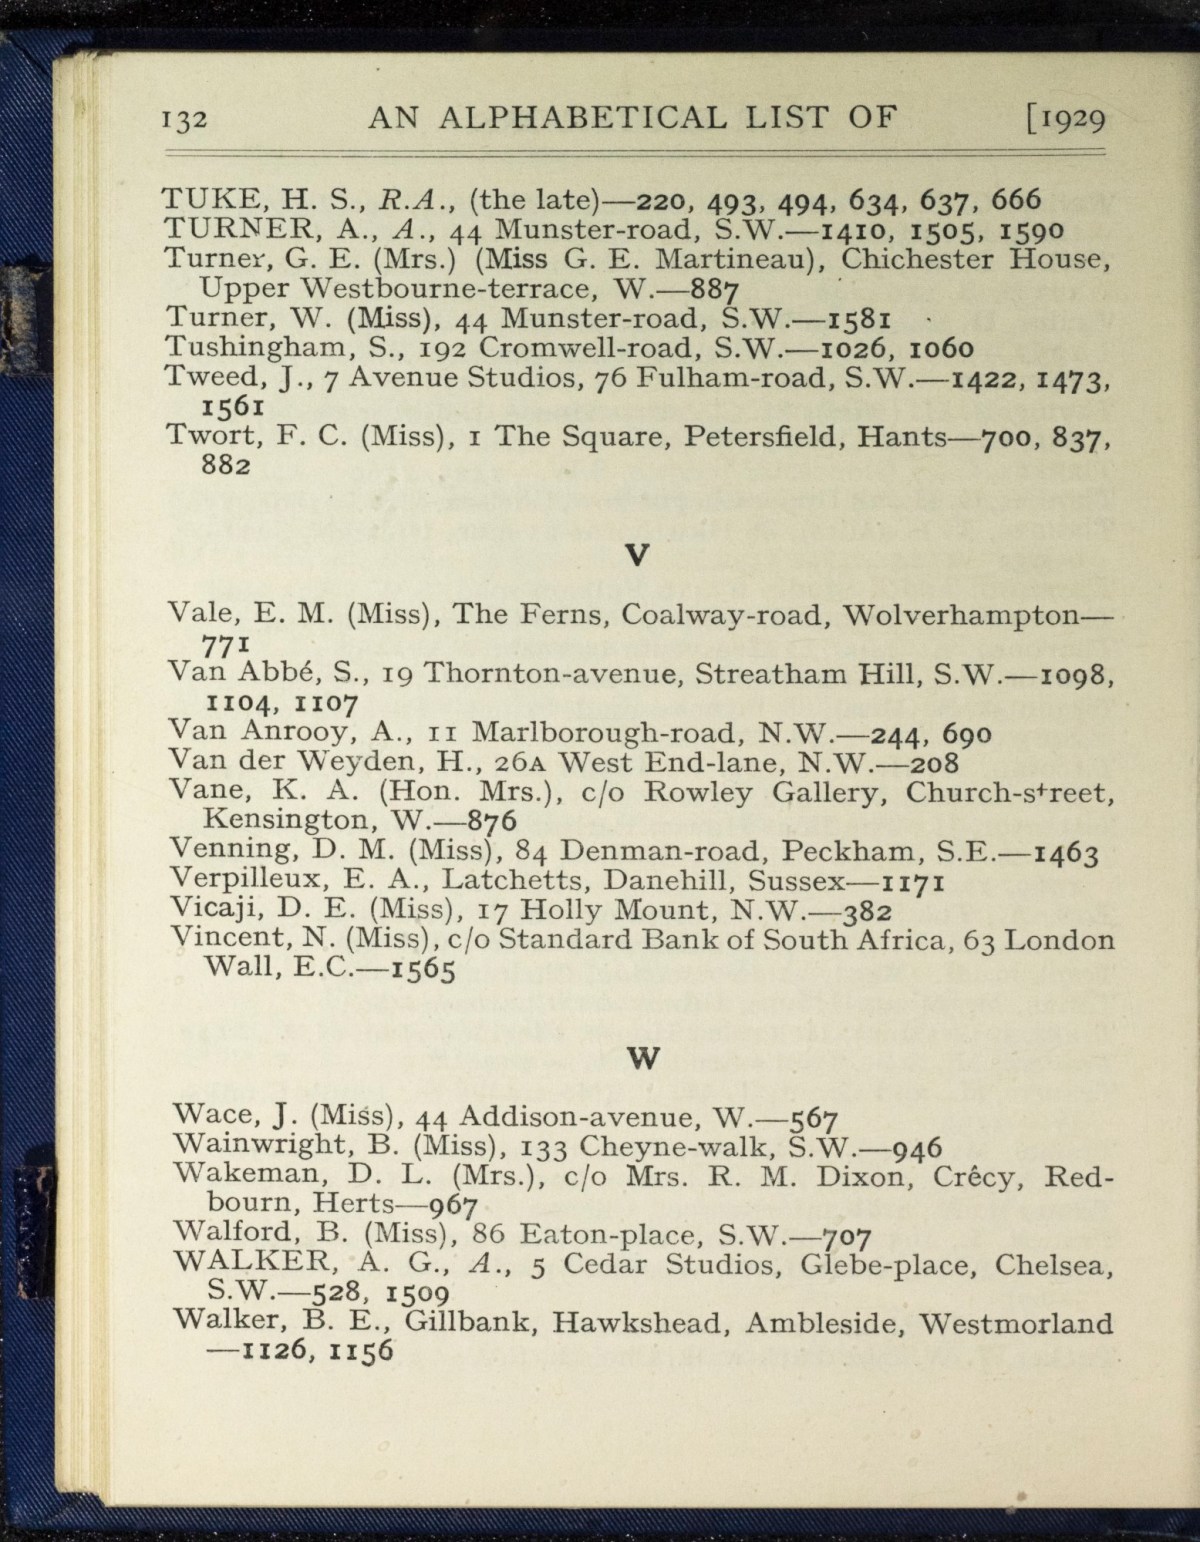 132 AN ALPHABETICAL LIST OF [1929
TUKE, H. S., R.A., (the late)—220, 493, 494, 634, 637, 666
TURNER, A., A., 44 Munster-road, S.W.—1410, 1505, 1590
Turner, G. E. (Mrs.) (Miss G. E. Martineau), Chichester House,
Upper Westbourne-terrace, W.—887
Turner, W. (Miss), 44 Munster-road, S.W.—1581
Tushingham, S., 192 Cromwell-road, S.W.—1026, 1060
Tweed, J., 7 Avenue Studios, 76 Fulham-road, S.W.—1422, 1473,
1561
Twort, F. C. (Miss), 1 The Square, Petersfield, Hants—700, 837,
882
V
Vale, E. M. (Miss), The Ferns, Coalway-road, Wolverhampton—
771
Van Abbé, S., 19 Thornton-avenue, Streatham Hill, S.W.—1098,
1104, 1107
Van Anrooy, A., 11 Marlborough-road, N.W.—244, 690
Van der Weyden, H., 26A West End-lane, N.W.—208
Vane, K. A. (Hon. Mrs.), c/o Rowley Gallery, Church-street,
Kensington, W.—876
Venning, D. M. (Miss), 84 Denman-road, Peckham, S.E.—1463
Verpilleux, E. A., Latchetts, Danehill, Sussex—1171
Vicaji, D. E. (Miss), 17 Holly Mount, N.W.—382
Vincent, N. (Miss), c/o Standard Bank of South Africa, 63 London
Wall, E.C.—1565
W
Wace, J. (Miss), 44 Addison-avenue, W.—567
Wainwright, B. (Miss), 133 Cheyne-walk, S.W.—946
Wakeman, D. L. (Mrs.), c/o Mrs. R. M. Dixon, Crêcy, Red-
bourn, Herts—967
Walford, B. (Miss), 86 Eaton-place, S.W.—707
WALKER, A. G., A., 5 Cedar Studios, Glebe-place, Chelsea,
S.W.—528, 1509
Walker, B. E., Gillbank, Hawkshead, Ambleside, Westmorland
—1126, 1156